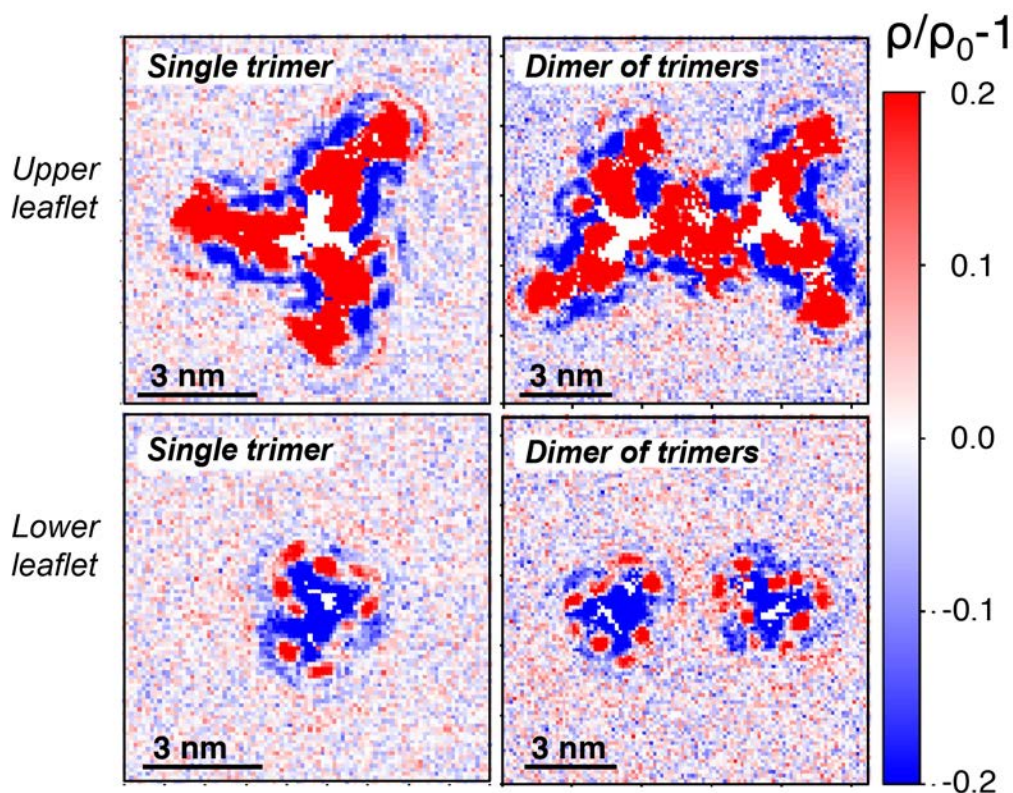 ρ/ρ₀-1
Single trimer
Dimer of trimers
0.2
Upper
leaflet
0.1
3 nm
3 nm
0.0
Single trimer
Dimer of trimers
Lower
leaflet
-0.1
3 nm
3 nm
-0.2